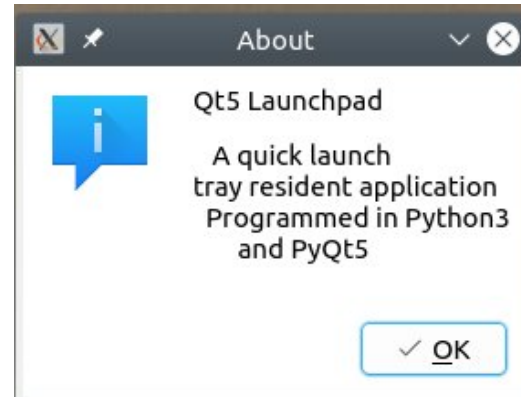 About
Qt5 Launchpad
A quick launch
tray resident application
Programmed in Python3
and PyQt5
OK